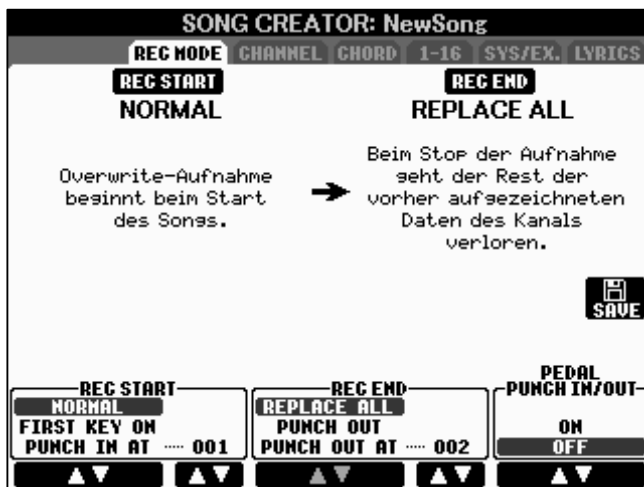 SONG CREATOR: NewSong
REC MODE CHANNEL CHORD 1-16 SYS/EX. LYRICS
REC START
NORMAL
Overwrite-Aufnahme
beginnt beim Start
des Songs.
REC END
REPLACE ALL
Beim Stop der Aufnahme
geht der Rest der
vorher aufgezeichneten
Daten des Kanals
verloren.
SAVE
REC START
NORMAL
FIRST KEY ON
PUNCH IN AT ····· 001
REC END
REPLACE ALL
PUNCH OUT
PUNCH OUT AT ····· 002
PEDAL
PUNCH IN/OUT
ON
OFF